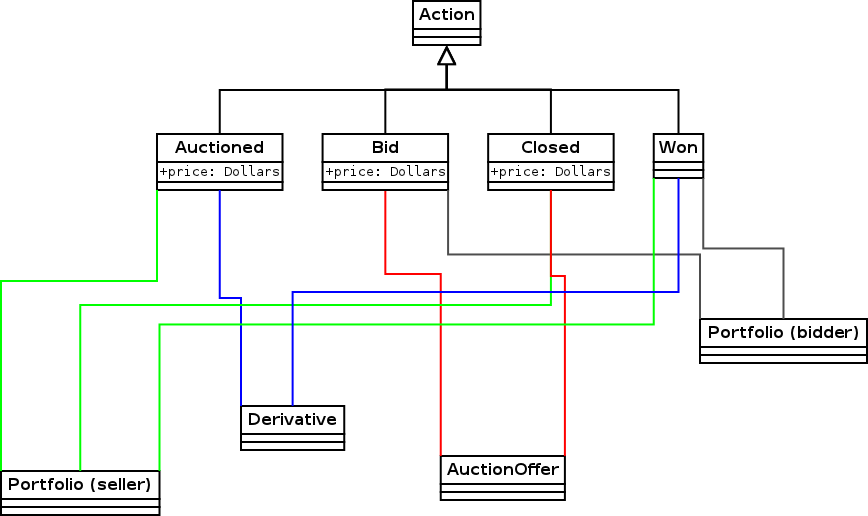 Action
Auctioned
+price: Dollars
Bid
+price: Dollars
Closed
+price: Dollars
Won
Portfolio (bidder)
Derivative
AuctionOffer
Portfolio (seller)